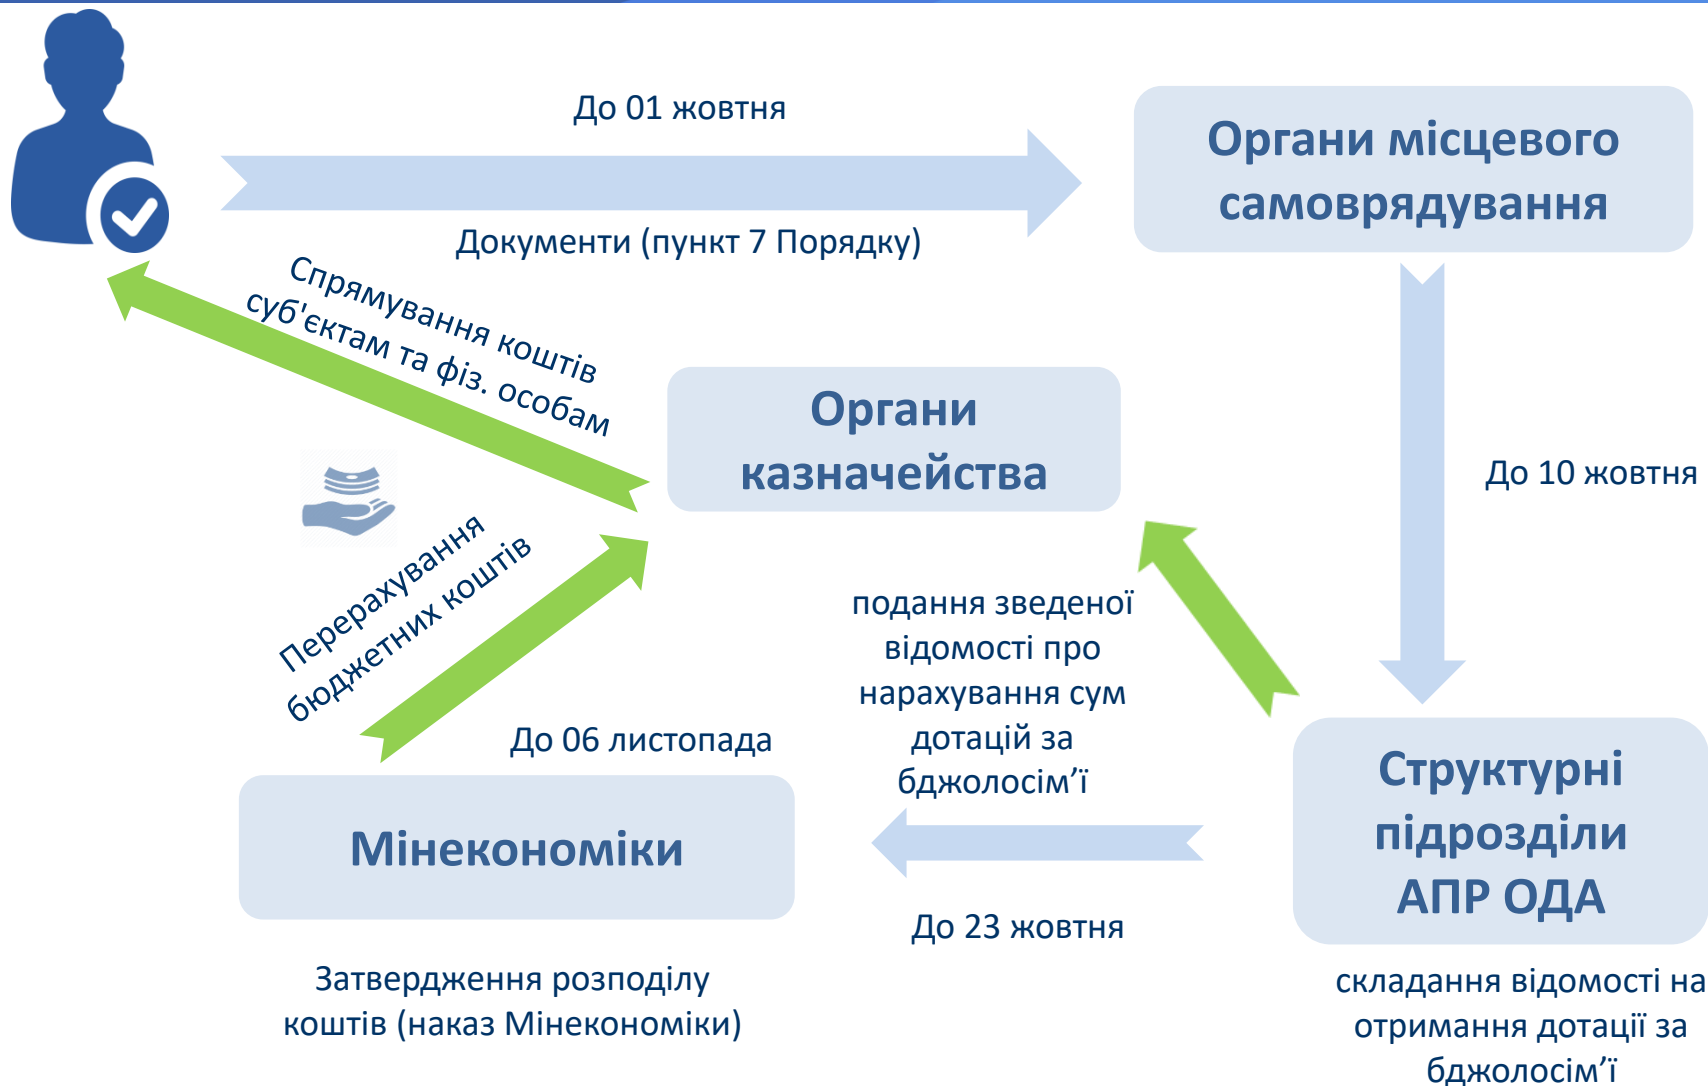 До 01 жовтня
Документи (пункт 7 Порядку)
Органи місцевого
самоврядування
Спрямування коштів
суб'єктам та фіз. особам
Органи
казначейства
До 10 жовтня
Перерахування
бюджетних коштів
подання зведеної
відомості про
нарахування сум
дотацій за
бджолосім’ї
До 06 листопада
Мінекономіки
Структурні
підрозділи
АПР ОДА
До 23 жовтня
Затвердження розподілу
коштів (наказ Мінекономіки)
складання відомості на
отримання дотації за
бджолосім’ї